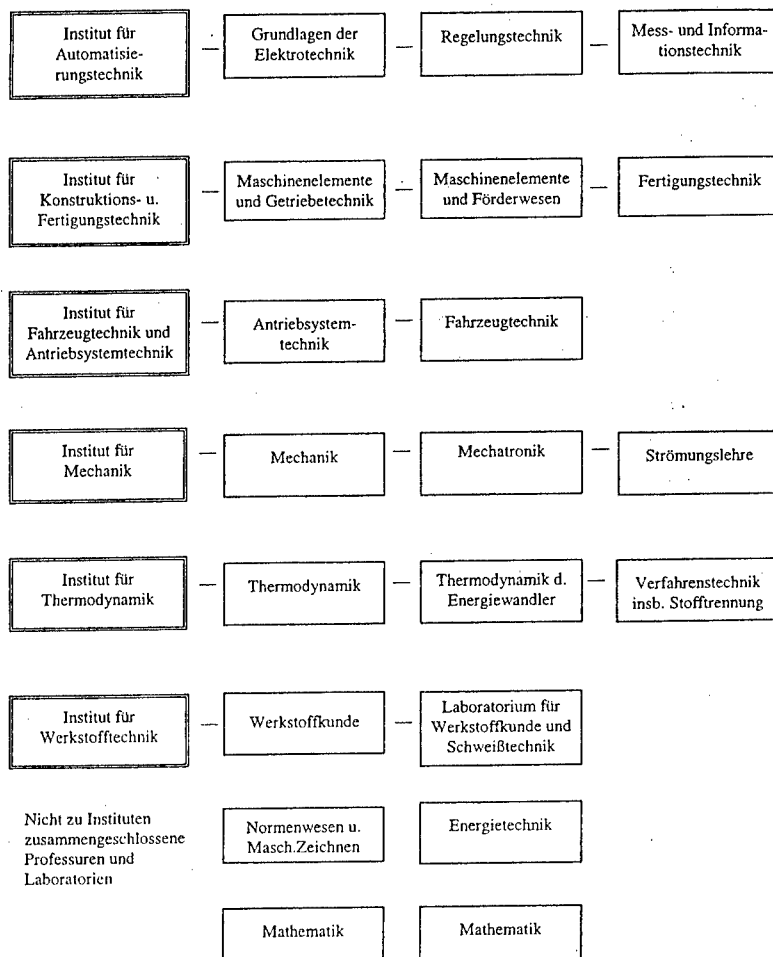 Institut für
Automatisie-
rungstechnik
Grundlagen der
Elektrotechnik
Regelungstechnik
Mess- und Informa-
tionstechnik
Institut für
Konstruktions- u.
Fertigungstechnik
Maschinenelemente
und Getriebetechnik
Maschinenelemente
und Förderwesen
Fertigungstechnik
Institut für
Fahrzeugtechnik und
Antriebsystemtechnik
Antriebsystem-
technik
Fahrzeugtechnik
Institut für
Mechanik
Mechanik
Mechatronik
Strömungslehre
Institut für
Thermodynamik
Thermodynamik
Thermodynamik d.
Energiewandler
Verfahrenstechnik
insb. Stofftrennung
Institut für
Werkstofftechnik
Werkstoffkunde
Laboratorium für
Werkstoffkunde und
Schweißtechnik
Nicht zu Instituten
zusammengeschlossene
Professuren und
Laboratorien
Normenwesen u.
Masch.Zeichnen
Energietechnik
Mathematik
Mathematik